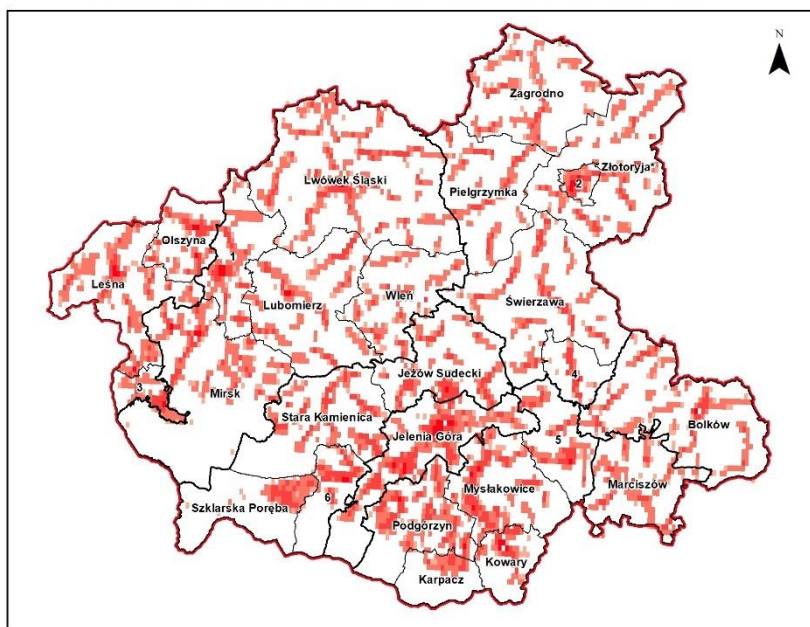 N
Zagrodno
Złotoryja*
Lwówek Śląski
Pielgrzymka
2
Olszyna
1
Leśna
Lubomierz
Wleń
Świerzawa
Jeżów Sudecki
4
3
Mirsk
Stara Kamienica
Bolków
Jelenia Góra
5
Marciszów
Mysłakowice
6
Szklarska Poręba
Podgórzyn
Kowary
Karpacz